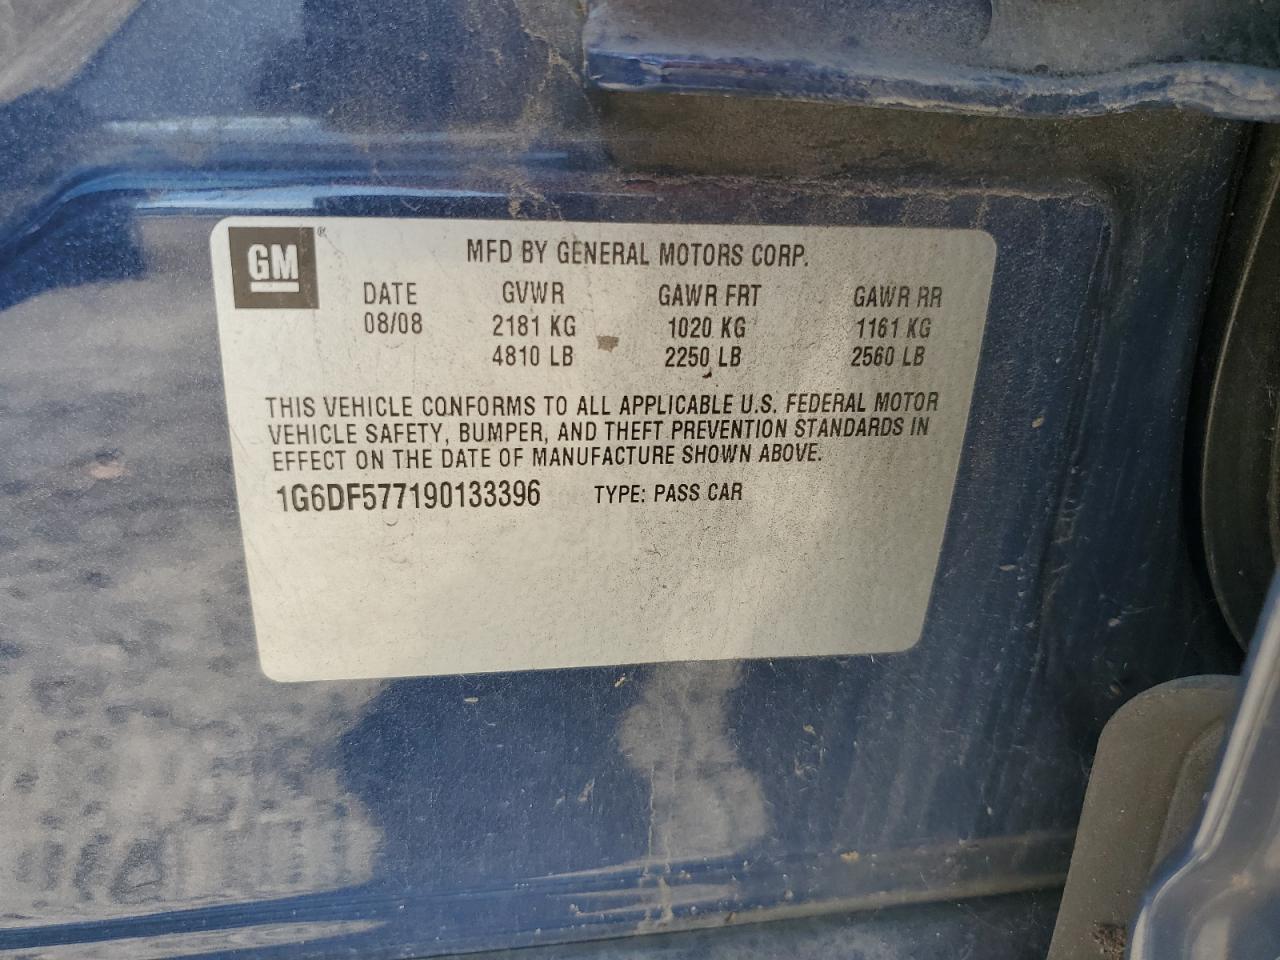 GM®
MFD BY GENERAL MOTORS CORP.
DATE GVWR GAWR FRT GAWR RR
08/08 2181 KG 1020 KG 1161 KG
4810 LB 2250 LB 2560 LB
THIS VEHICLE CONFORMS TO ALL APPLICABLE U.S. FEDERAL MOTOR
VEHICLE SAFETY, BUMPER, AND THEFT PREVENTION STANDARDS IN
EFFECT ON THE DATE OF MANUFACTURE SHOWN ABOVE.
1G6DF577190133396 TYPE: PASS CAR